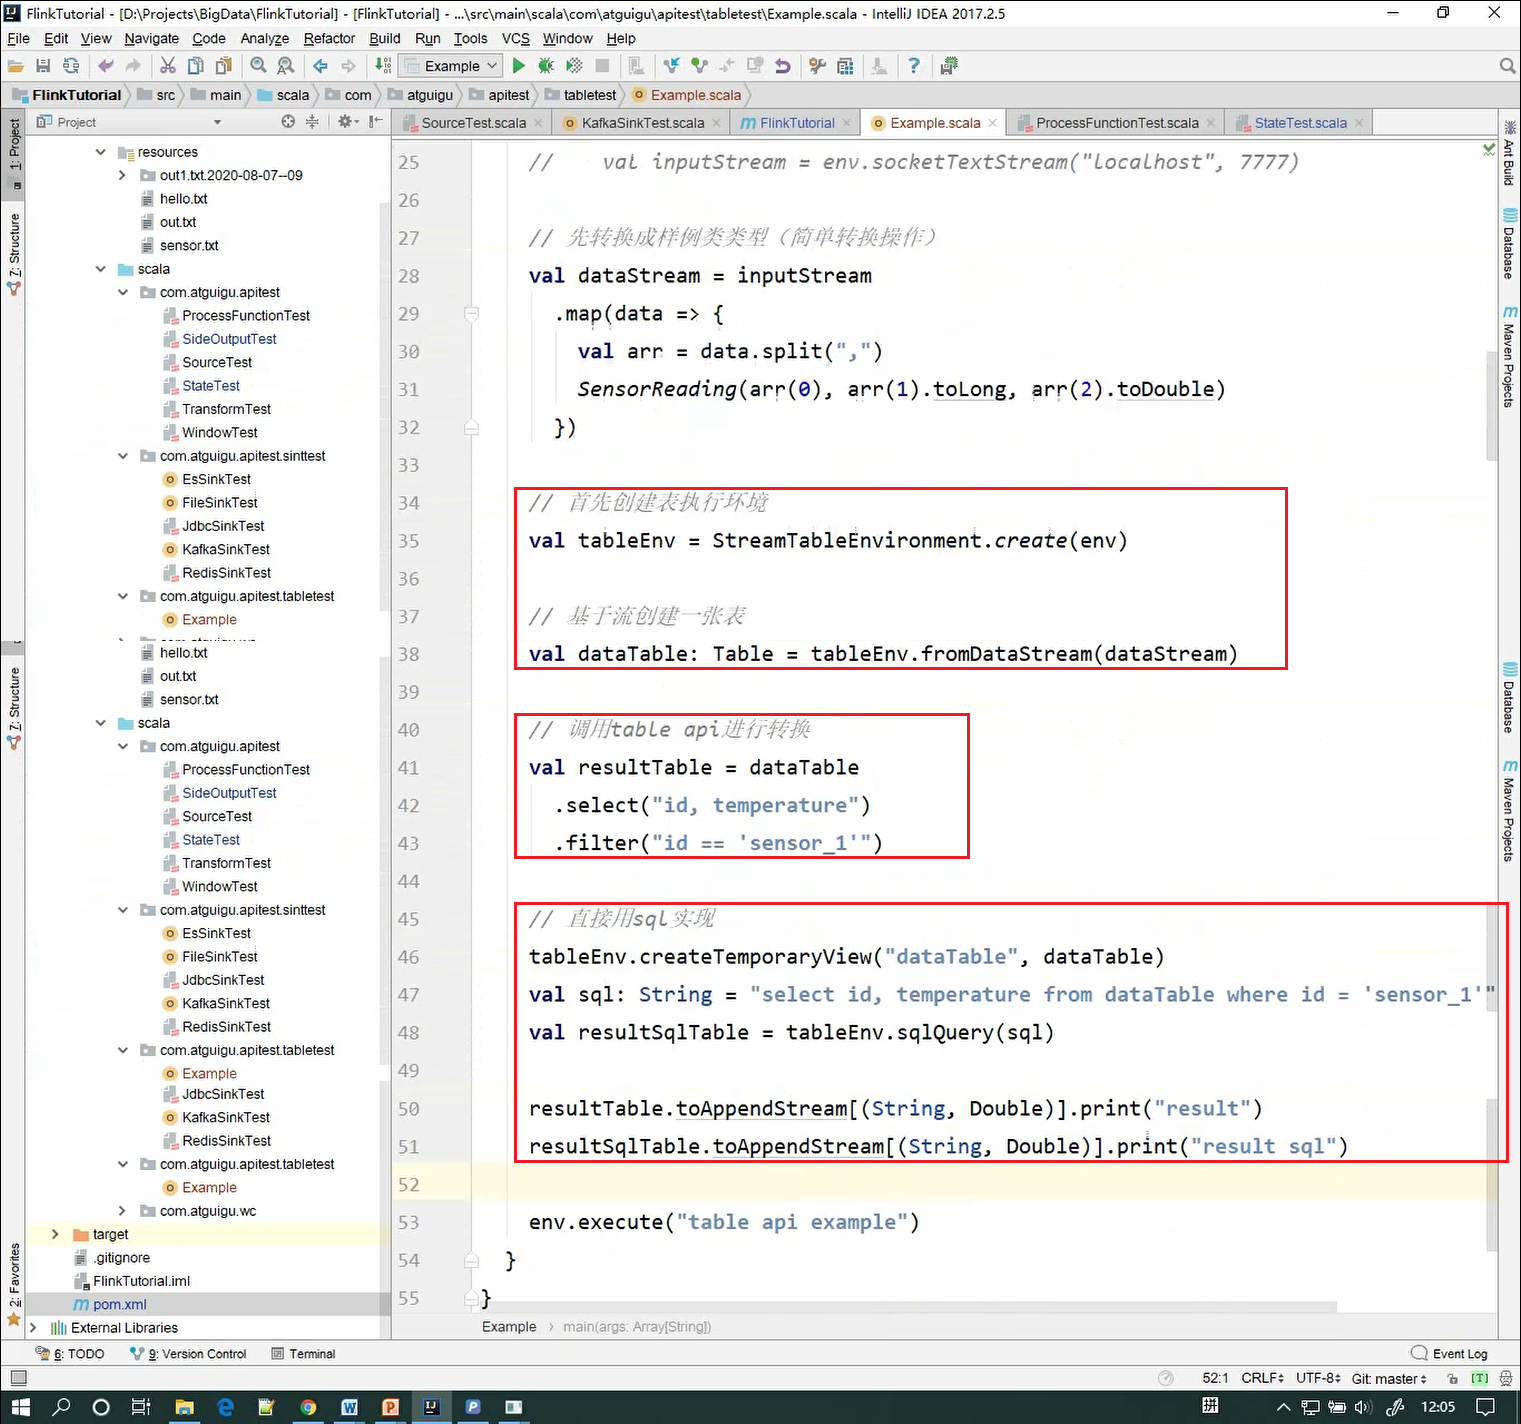 FlinkTutorial - [D:\Projects\BigData\FlinkTutorial] - [FlinkTutorial] - ...\src\main\scala\com\atguigu\apitest\tabletest\Example.scala - IntelliJ IDEA 2017.2.5
File Edit View Navigate Code Analyze Refactor Build Run Tools VCS Window Help
Example
FlinkTutorial src main scala com atguigu apitest tabletest Example.scala
Project
SourceTest.scala KafkaSinkTest.scala FlinkTutorial Example.scala ProcessFunctionTest.scala StateTest.scala
1: Project
7: Structure
7: Structure
2: Favorites
resources
out1.txt.2020-08-07--09
hello.txt
out.txt
sensor.txt
scala
com.atguigu.apitest
ProcessFunctionTest
SideOutputTest
SourceTest
StateTest
TransformTest
WindowTest
com.atguigu.apitest.sinttest
EsSinkTest
FileSinkTest
JdbcSinkTest
KafkaSinkTest
RedisSinkTest
com.atguigu.apitest.tabletest
Example
hello.txt
out.txt
sensor.txt
scala
com.atguigu.apitest
ProcessFunctionTest
SideOutputTest
SourceTest
StateTest
TransformTest
WindowTest
com.atguigu.apitest.sinttest
EsSinkTest
FileSinkTest
JdbcSinkTest
KafkaSinkTest
RedisSinkTest
com.atguigu.apitest.tabletest
Example
JdbcSinkTest
KafkaSinkTest
RedisSinkTest
com.atguigu.apitest.tabletest
Example
com.atguigu.wc
target
.gitignore
FlinkTutorial.iml
pom.xml
External Libraries
25 // val inputStream = env.socketTextStream("localhost", 7777)
26
27 // 先转换成样例类类型（简单转换操作）
28 val dataStream = inputStream
29 .map(data => {
30 val arr = data.split(",")
31 SensorReading(arr(0), arr(1).toLong, arr(2).toDouble)
32 })
33
34 // 首先创建表执行环境
35 val tableEnv = StreamTableEnvironment.create(env)
36
37 // 基于流创建一张表
38 val dataTable: Table = tableEnv.fromDataStream(dataStream)
39
40 // 调用table api进行转换
41 val resultTable = dataTable
42 .select("id, temperature")
43 .filter("id == 'sensor_1'")
44
45 // 直接用sql实现
46 tableEnv.createTemporaryView("dataTable", dataTable)
47 val sql: String = "select id, temperature from dataTable where id = 'sensor_1'"
48 val resultSqlTable = tableEnv.sqlQuery(sql)
49
50 resultTable.toAppendStream[(String, Double)].print("result")
51 resultSqlTable.toAppendStream[(String, Double)].print("result sql")
52
53 env.execute("table api example")
54 }
55 }
Example › main(args: Array[String])
Ant Build
Database
Maven Projects
Database
Maven Projects
6: TODO 9: Version Control Terminal Event Log
52:1 CRLF UTF-8 Git: master [T]
拼 12:05